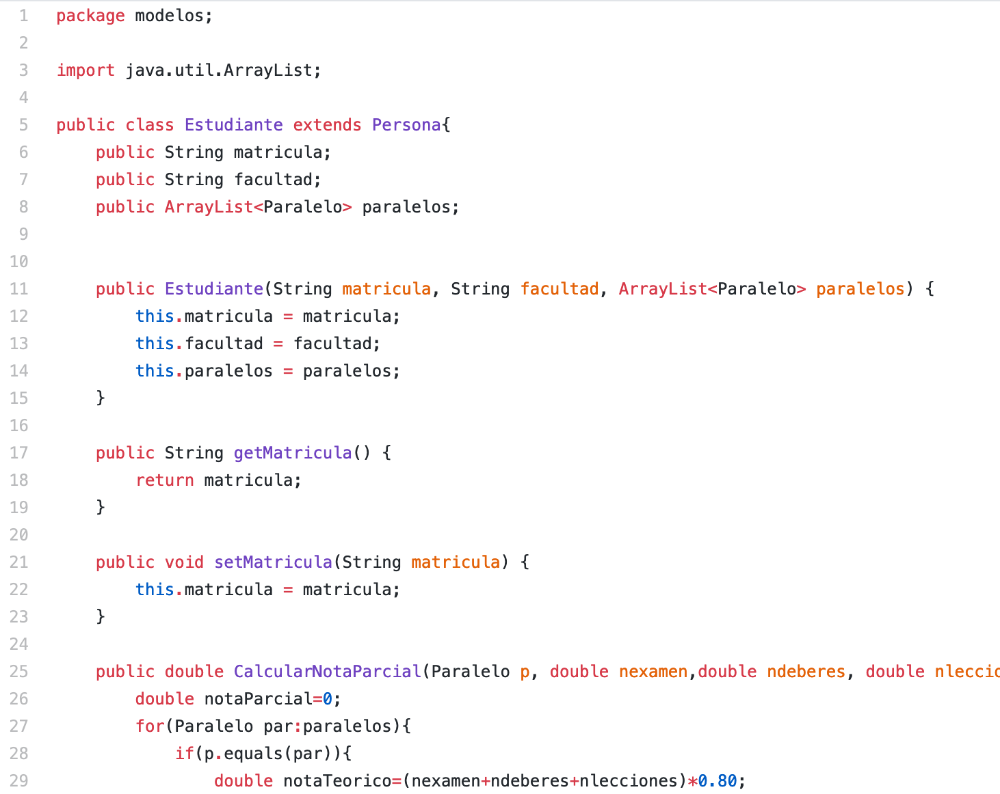 1 package modelos;
2
3 import java.util.ArrayList;
4
5 public class Estudiante extends Persona{
6 public String matricula;
7 public String facultad;
8 public ArrayList<Paralelo> paralelos;
9
10
11 public Estudiante(String matricula, String facultad, ArrayList<Paralelo> paralelos) {
12 this.matricula = matricula;
13 this.facultad = facultad;
14 this.paralelos = paralelos;
15 }
16
17 public String getMatricula() {
18 return matricula;
19 }
20
21 public void setMatricula(String matricula) {
22 this.matricula = matricula;
23 }
24
25 public double CalcularNotaParcial(Paralelo p, double nexamen,double ndeberes, double
26 double notaParcial=0;
27 for(Paralelo par:paralelos){
28 if(p.equals(par)){
29 double notaTeorico=(nexamen+ndeberes+nlecciones)*0.80;